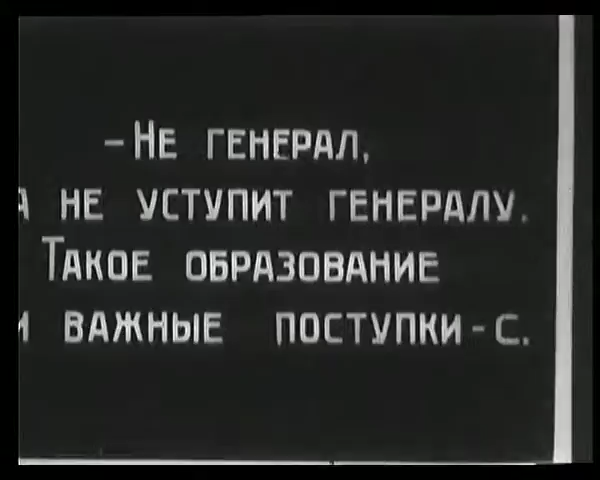 – Не генерал,
а не уступит генералу.
Такое образование
и важные поступки – с.